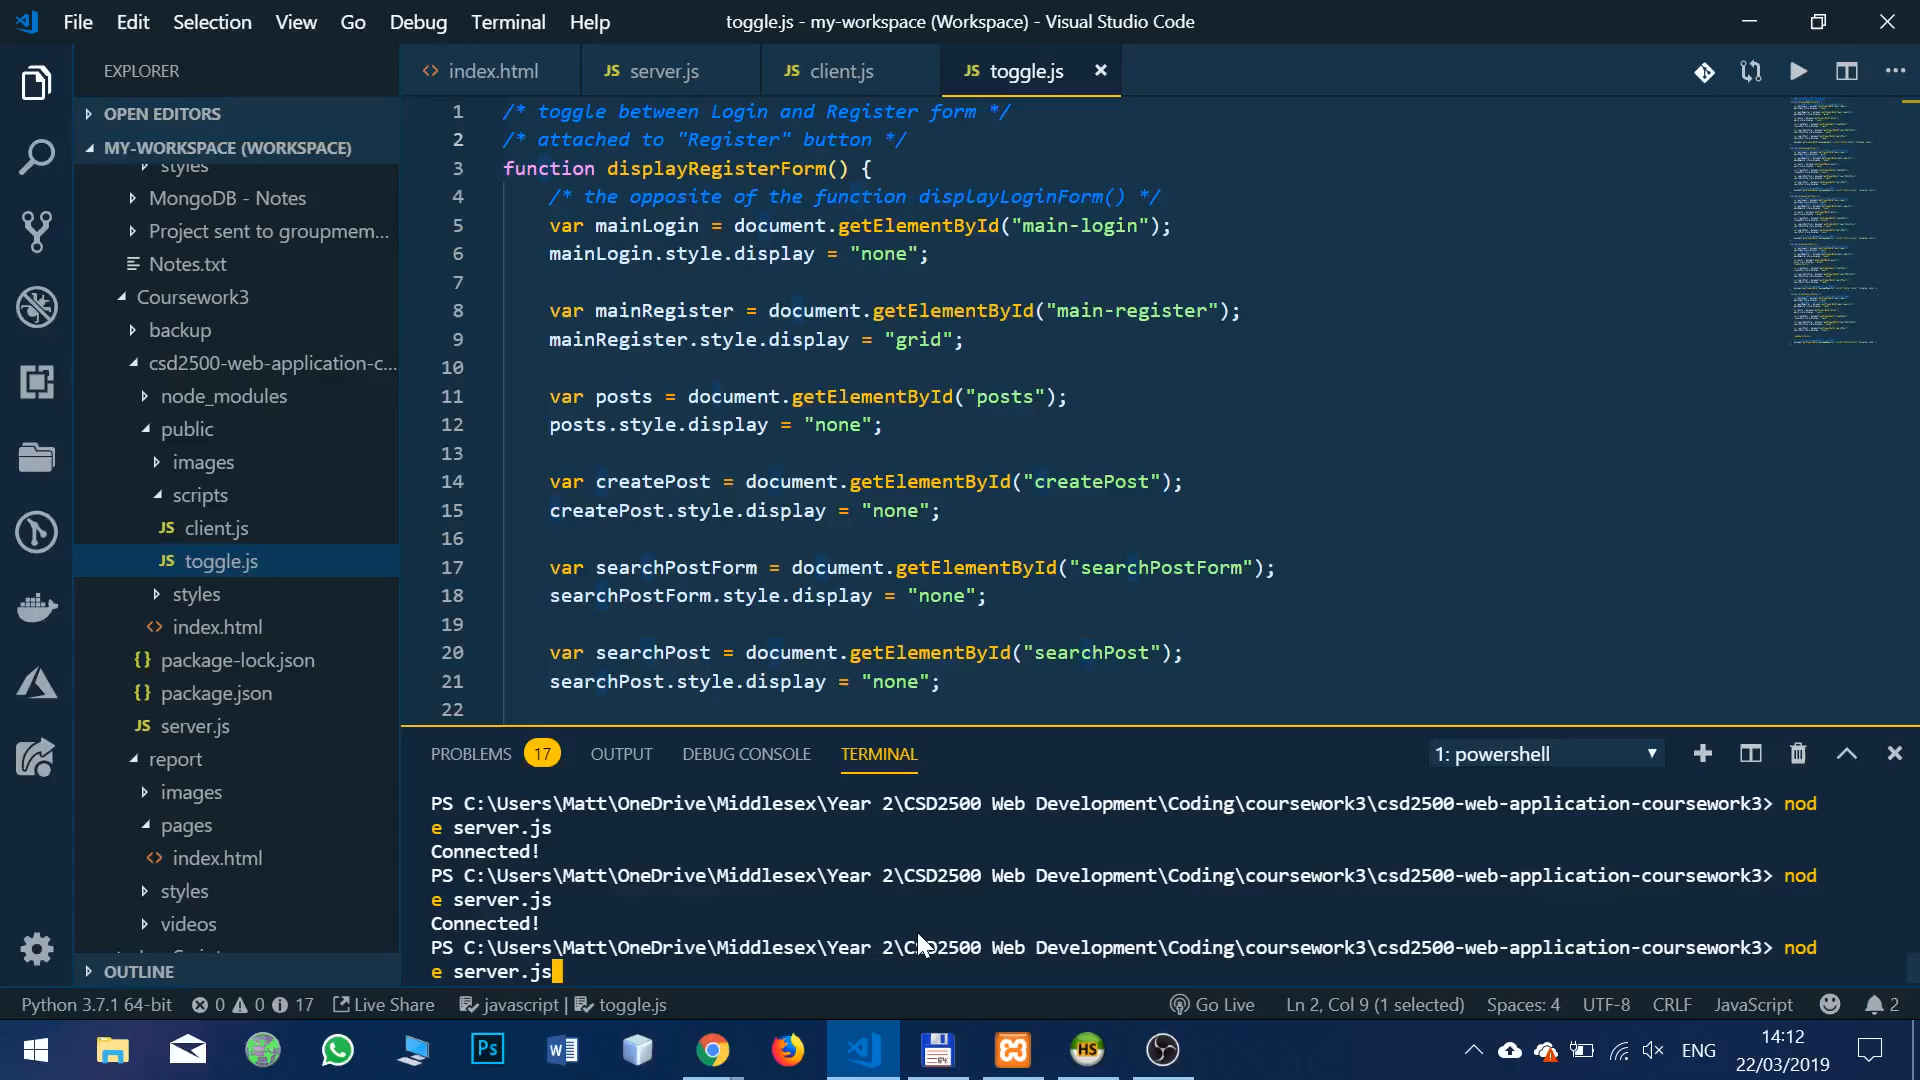 File Edit Selection View Go Debug Terminal Help
toggle.js - my-workspace (Workspace) - Visual Studio Code
EXPLORER
OPEN EDITORS
MY-WORKSPACE (WORKSPACE)
styles
MongoDB - Notes
Project sent to groupmem...
Notes.txt
Coursework3
backup
csd2500-web-application-c...
node_modules
public
images
scripts
JS client.js
JS toggle.js
styles
<> index.html
{} package-lock.json
{} package.json
JS server.js
report
images
pages
<> index.html
styles
videos
OUTLINE
<> index.html
JS server.js
JS client.js
JS toggle.js ×
1 /* toggle between Login and Register form */
2 /* attached to "Register" button */
3 function displayRegisterForm() {
4 /* the opposite of the function displayLoginForm() */
5 var mainLogin = document.getElementById("main-login");
6 mainLogin.style.display = "none";
7
8 var mainRegister = document.getElementById("main-register");
9 mainRegister.style.display = "grid";
10
11 var posts = document.getElementById("posts");
12 posts.style.display = "none";
13
14 var createPost = document.getElementById("createPost");
15 createPost.style.display = "none";
16
17 var searchPostForm = document.getElementById("searchPostForm");
18 searchPostForm.style.display = "none";
19
20 var searchPost = document.getElementById("searchPost");
21 searchPost.style.display = "none";
22
PROBLEMS 17 OUTPUT DEBUG CONSOLE TERMINAL
1: powershell
PS C:\Users\Matt\OneDrive\Middlesex\Year 2\CSD2500 Web Development\Coding\coursework3\csd2500-web-application-coursework3> nod
e server.js
Connected!
PS C:\Users\Matt\OneDrive\Middlesex\Year 2\CSD2500 Web Development\Coding\coursework3\csd2500-web-application-coursework3> nod
e server.js
Connected!
PS C:\Users\Matt\OneDrive\Middlesex\Year 2\CSD2500 Web Development\Coding\coursework3\csd2500-web-application-coursework3> nod
e server.js
Python 3.7.1 64-bit 0 0 17 Live Share javascript | toggle.js
Go Live Ln 2, Col 9 (1 selected) Spaces: 4 UTF-8 CRLF JavaScript 2
Ps
W
64
HS
ENG
14:12
22/03/2019